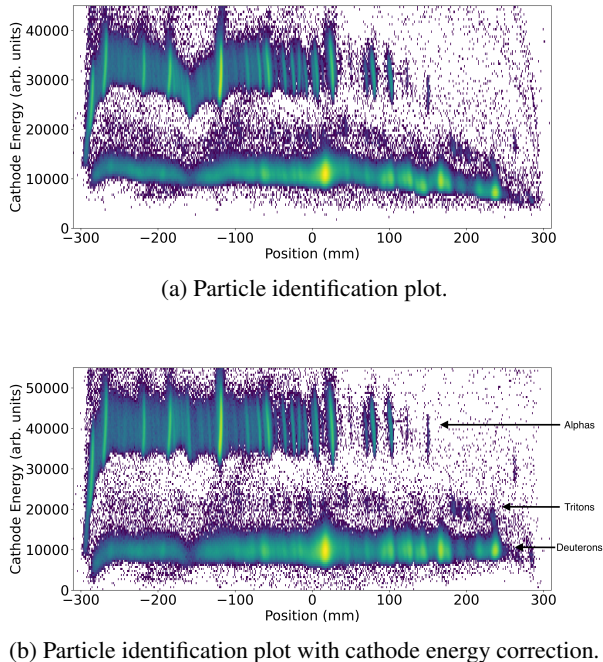 40000
30000
20000
10000
0
Cathode Energy (arb. units)
−300 −200 −100 0 100 200 300
Position (mm)
(a) Particle identification plot.
50000
40000
30000
20000
10000
0
Cathode Energy (arb. units)
Alphas
Tritons
Deuterons
−300 −200 −100 0 100 200 300
Position (mm)
(b) Particle identification plot with cathode energy correction.